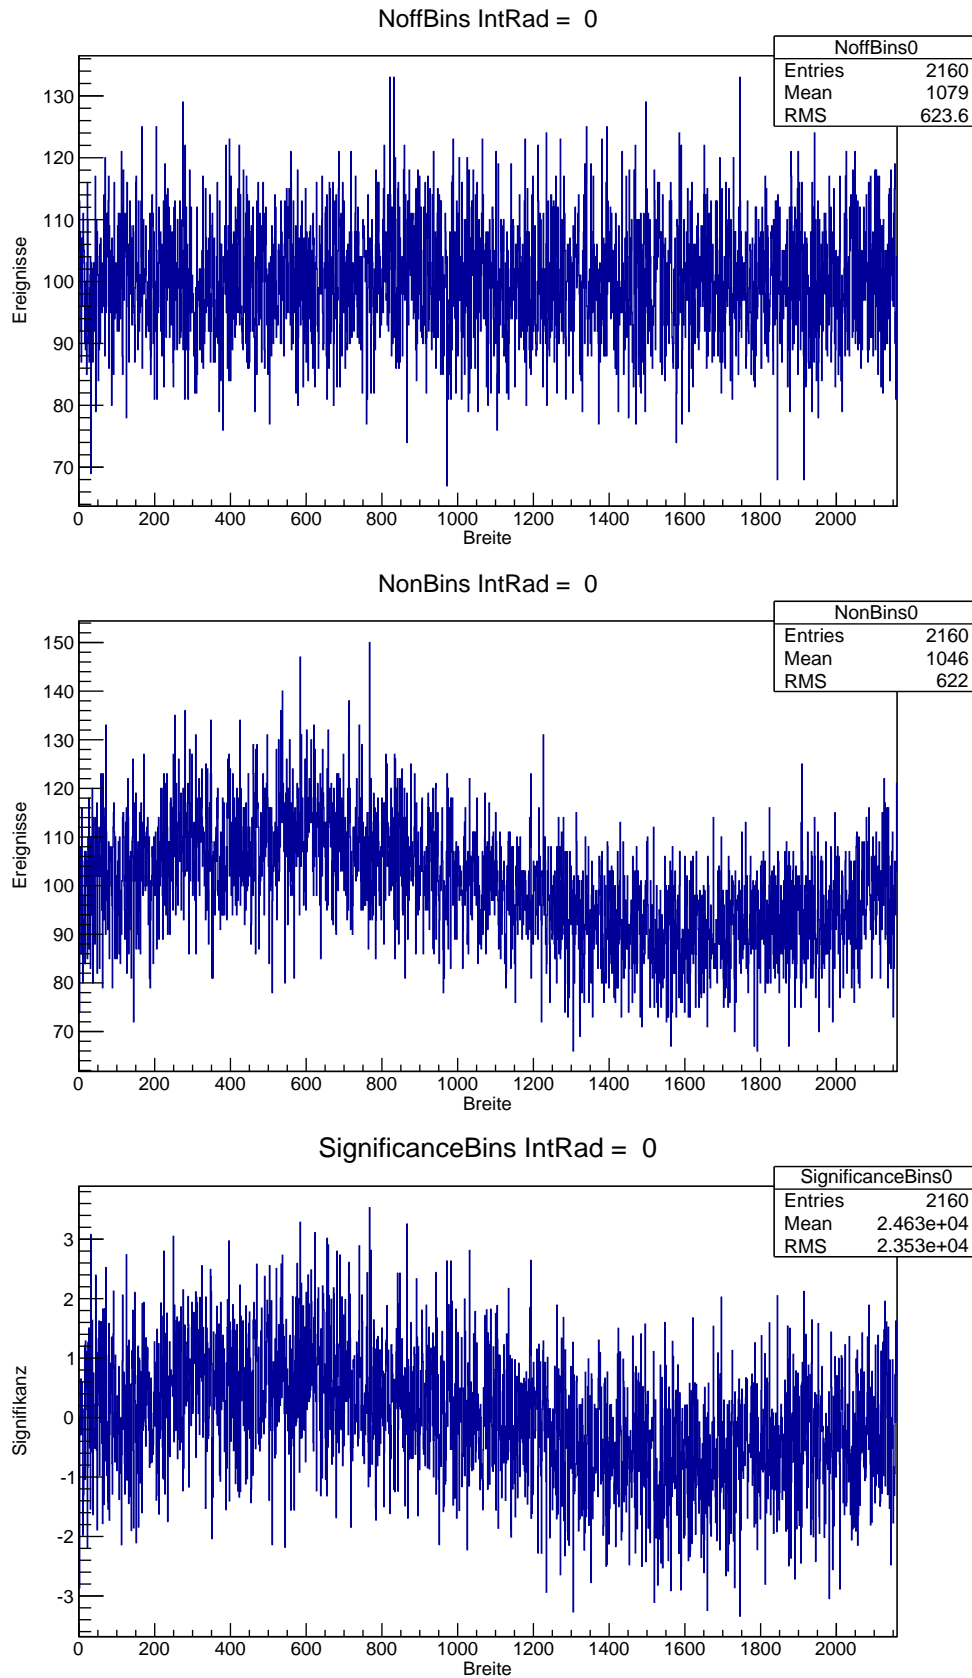 NoffBins IntRad = 0
NoffBins0
Entries 2160
Mean 1079
RMS 623.6
130
120
110
100
90
80
70
Ereignisse
0 200 400 600 800 1000 1200 1400 1600 1800 2000
Breite
NonBins IntRad = 0
NonBins0
Entries 2160
Mean 1046
RMS 622
150
140
130
120
110
100
90
80
70
Ereignisse
0 200 400 600 800 1000 1200 1400 1600 1800 2000
Breite
SignificanceBins IntRad = 0
SignificanceBins0
Entries 2160
Mean 2.463e+04
RMS 2.353e+04
3
2
1
0
-1
-2
-3
Signifikanz
0 200 400 600 800 1000 1200 1400 1600 1800 2000
Breite